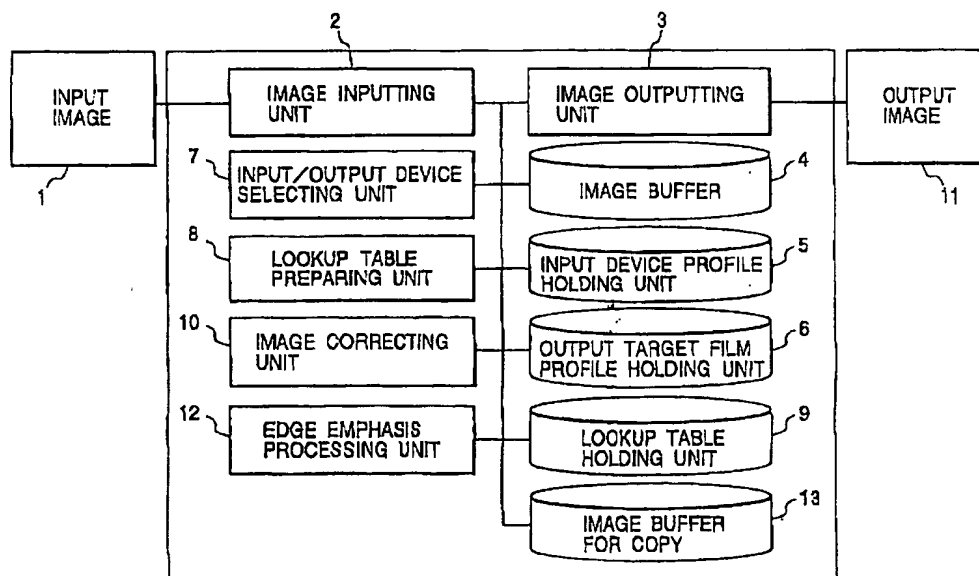 2
3
INPUT
IMAGE
1
IMAGE INPUTTING
UNIT
IMAGE OUTPUTTING
UNIT
OUTPUT
IMAGE
11
7
INPUT/OUTPUT DEVICE
SELECTING UNIT
IMAGE BUFFER
4
8
LOOKUP TABLE
PREPARING UNIT
INPUT DEVICE PROFILE
HOLDING UNIT
5
10
IMAGE CORRECTING
UNIT
OUTPUT TARGET FILM
PROFILE HOLDING UNIT
6
12
EDGE EMPHASIS
PROCESSING UNIT
LOOKUP TABLE
HOLDING UNIT
9
IMAGE BUFFER
FOR COPY
13